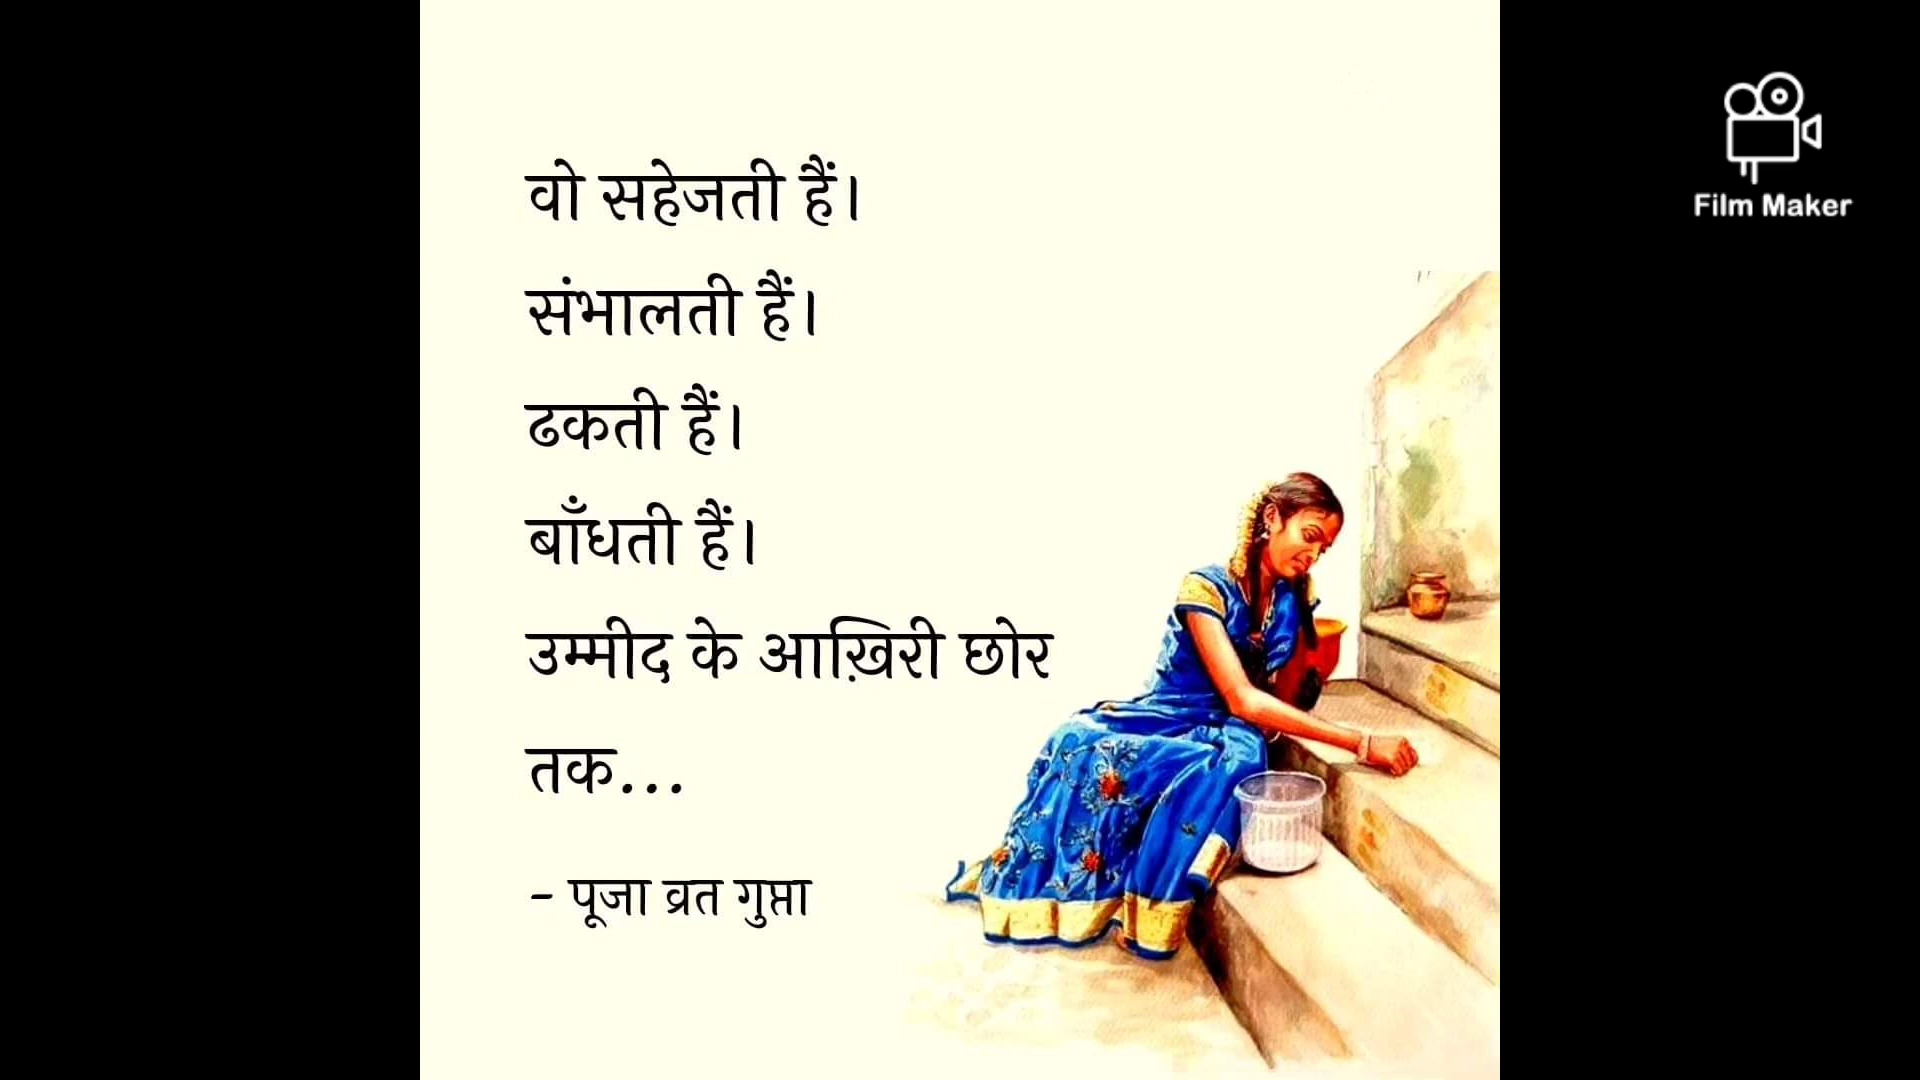 वो सहेजती हैं।
संभालती हैं।
ढकती हैं।
बाँधती हैं।
उम्मीद के आख़िरी छोर
तक...
- पूजा व्रत गुप्ता
Film Maker